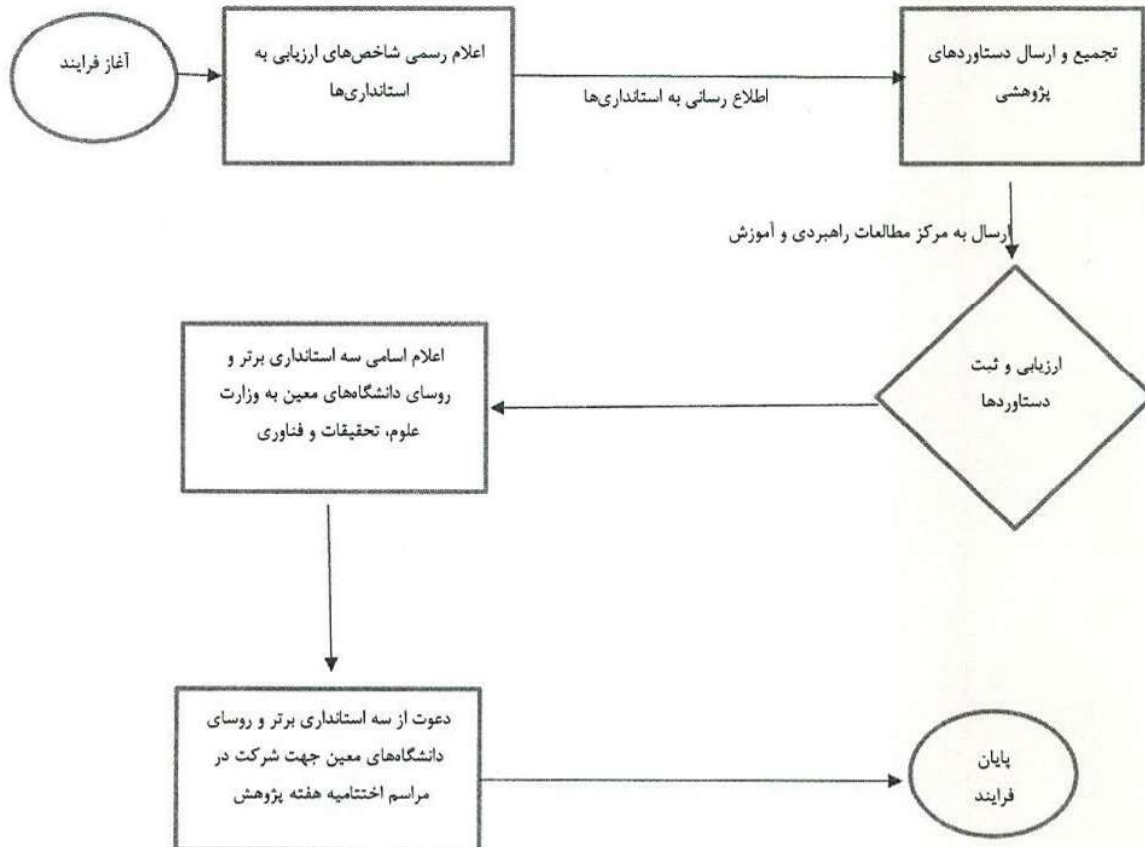 آغاز فرایند
اعلام رسمی شاخص‌های ارزیابی به
استانداری‌ها
اطلاع رسانی به استانداری‌ها
تجمیع و ارسال دستاوردهای
پژوهشی
ارسال به مرکز مطالعات راهبردی و آموزش
ارزیابی و ثبت
دستاوردها
اعلام اسامی سه استانداری برتر و
روسای دانشگاه‌های معین به وزارت
علوم، تحقیقات و فناوری
دعوت از سه استانداری برتر و روسای
دانشگاه‌های معین جهت شرکت در
مراسم اختتامیه هفته پژوهش
پایان
فرایند